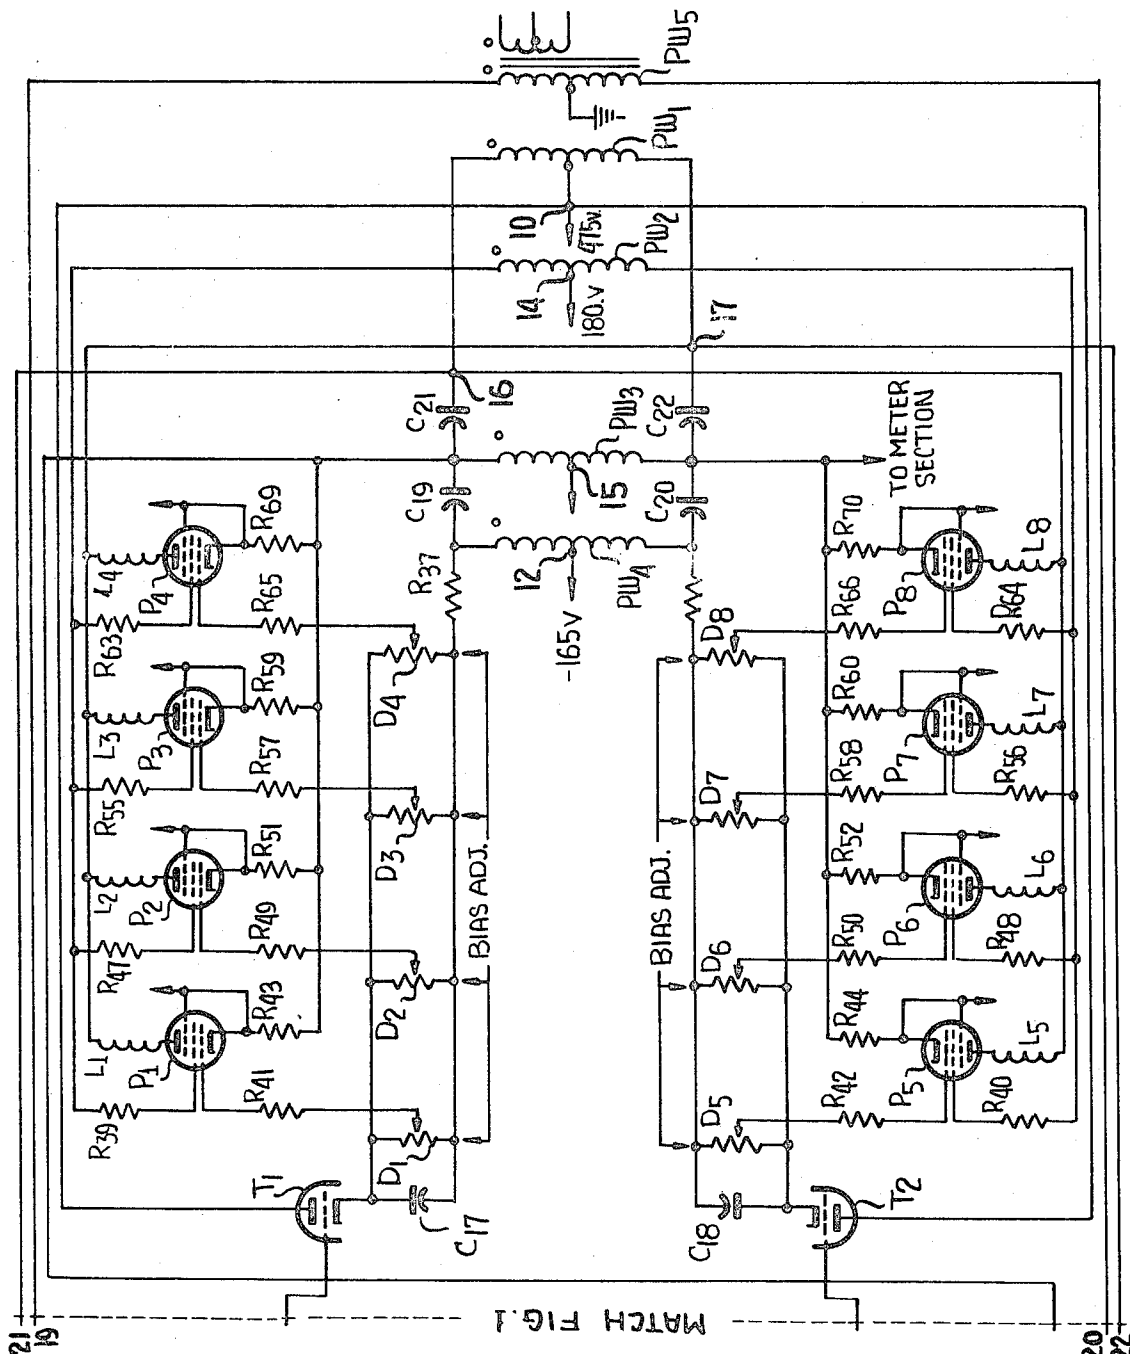 PW5
PW1
10
475v.
PW2
14
180.V
17
16
C21
C22
PW3
15
TO METER
SECTION
C19
C20
12
PW4
-165V
R37
L4
P4
R69
R63
R65
D4
L3
P3
R59
R55
R57
D3
L2
P2
R51
R47
R49
D2
L1
P1
R43
R39
R41
D1
BIAS ADJ.
T1
C17
D8
R66
R70
P8
R64
L8
D7
R58
R60
P7
R56
L7
BIAS ADJ.
D6
R50
R52
P6
R48
L6
D5
R42
R44
P5
R40
L5
C18
T2
MATCH FIG.1
21
19
20
22